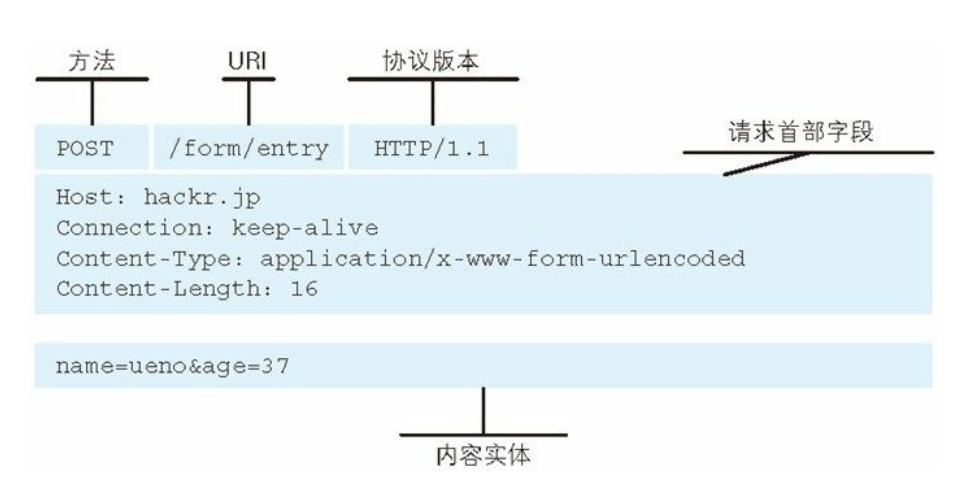 方法 URI 协议版本
请求首部字段
POST /form/entry HTTP/1.1
Host: hackr.jp
Connection: keep-alive
Content-Type: application/x-www-form-urlencoded
Content-Length: 16
name=ueno&age=37
内容实体